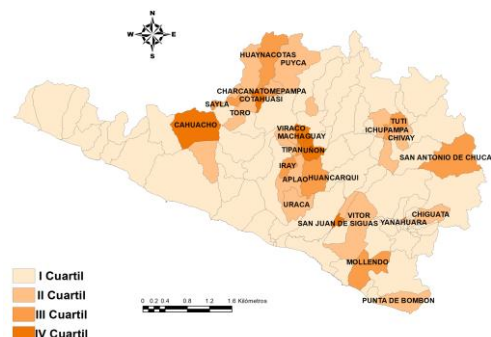 N
W E
S
HUAYNACOTAS
PUYCA
CHARCANA TOMEPAMPA
COTAHUASI
SAYLA
TORO
CAHUACHO
VIRACO
MACHAGUAY
TIPAN UÑON
IRAY
APLAO HUANCARQUI
URACA
TUTI
ICHUPAMPA
CHIVAY
SAN ANTONIO DE CHUCA
VITOR
SAN JUAN DE SIGUAS
YANAHUARA
CHIGUATA
MOLLENDO
PUNTA DE BOMBON
I Cuartil
II Cuartil
III Cuartil
IV Cuartil
0 0.2 0.4 0.8 1.2 1.6 Kilómetros